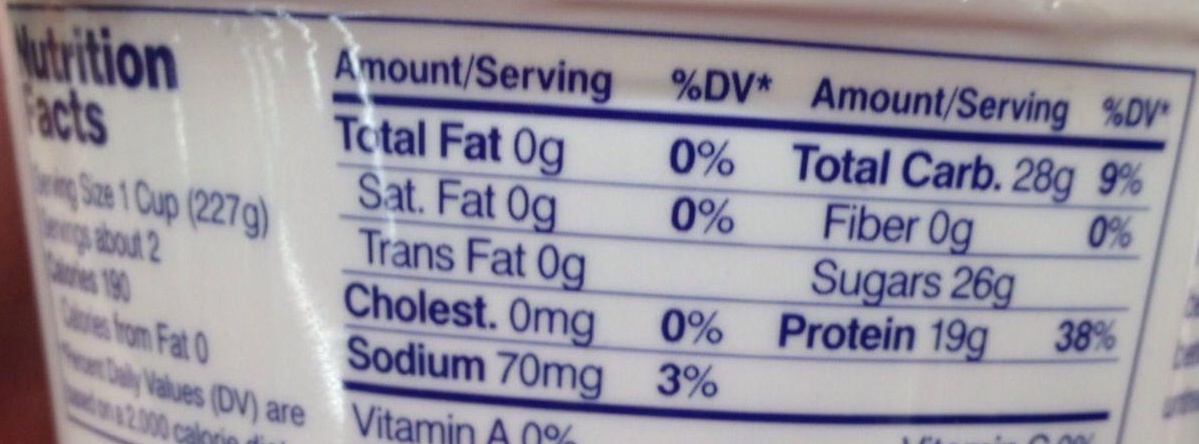 Nutrition
Facts
Serving Size 1 Cup (227g)
Servings about 2
Calories 190
Calories from Fat 0
*Percent Daily Values (DV) are
based on a 2,000 calorie
Amount/Serving %DV* Amount/Serving %DV*
Total Fat 0g 0% Total Carb. 28g 9%
Sat. Fat 0g 0% Fiber 0g 0%
Trans Fat 0g Sugars 26g
Cholest. 0mg 0% Protein 19g 38%
Sodium 70mg 3%
Vitamin A 0% Vitamin C 0%